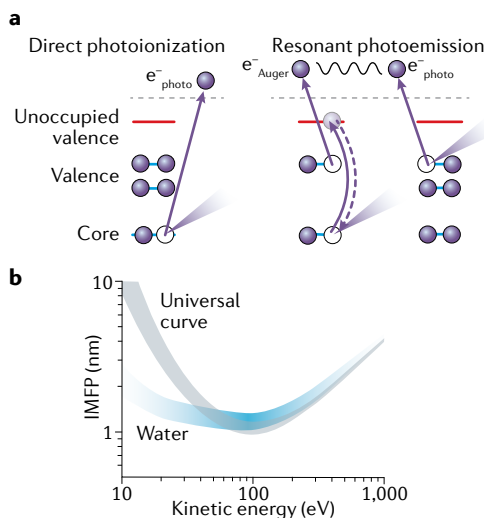 a
Direct photoionization
Resonant photoemission
e⁻photo
e⁻Auger
e⁻photo
Unoccupied
valence
Valence
Core
b
10
1
IMFP (nm)
Universal
curve
Water
10
100
1,000
Kinetic energy (eV)